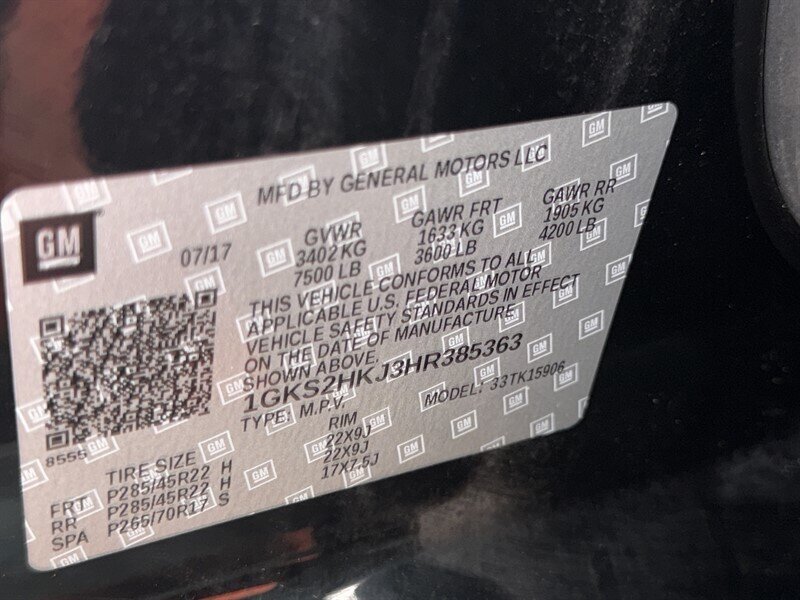 MFD BY GENERAL MOTORS LLC
GM
07/17
GVWR
3402 KG
7500 LB
GAWR FRT
1633 KG
3600 LB
GAWR RR
1905 KG
4200 LB
THIS VEHICLE CONFORMS TO ALL
APPLICABLE U.S. FEDERAL MOTOR
VEHICLE SAFETY STANDARDS IN EFFECT
ON THE DATE OF MANUFACTURE
SHOWN ABOVE.
1GKS2HKJ3HR385363
TYPE: M.P.V. MODEL: 33TK15906
8555
TIRE SIZE RIM
FRT P285/45R22 H 22X9J
RR P285/45R22 H 22X9J
SPA P265/70R17 S 17X7.5J